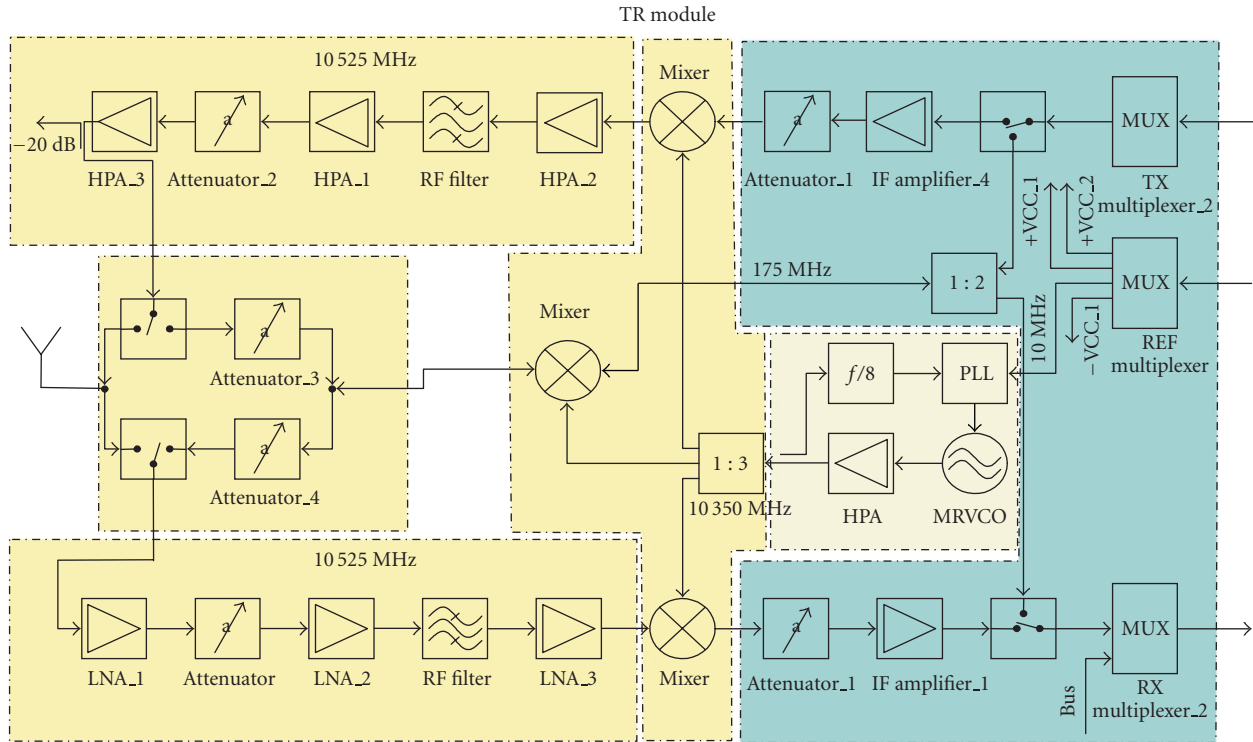 TR module
10 525 MHz
Mixer
a
a
MUX
MUX
−20 dB
HPA_3
Attenuator_2
HPA_1
RF filter
HPA_2
Attenuator_1
IF amplifier_4
TX
multiplexer_2
+VCC_1
+VCC_2
175 MHz
1 : 2
10 MHz
−VCC_1
REF
multiplexer
Mixer
a
Attenuator_3
f/8
PLL
a
Attenuator_4
1 : 3
10 350 MHz
HPA
MRVCO
10 525 MHz
a
a
MUX
LNA_1
Attenuator
LNA_2
RF filter
LNA_3
Mixer
Attenuator_1
IF amplifier_1
Bus
RX
multiplexer_2